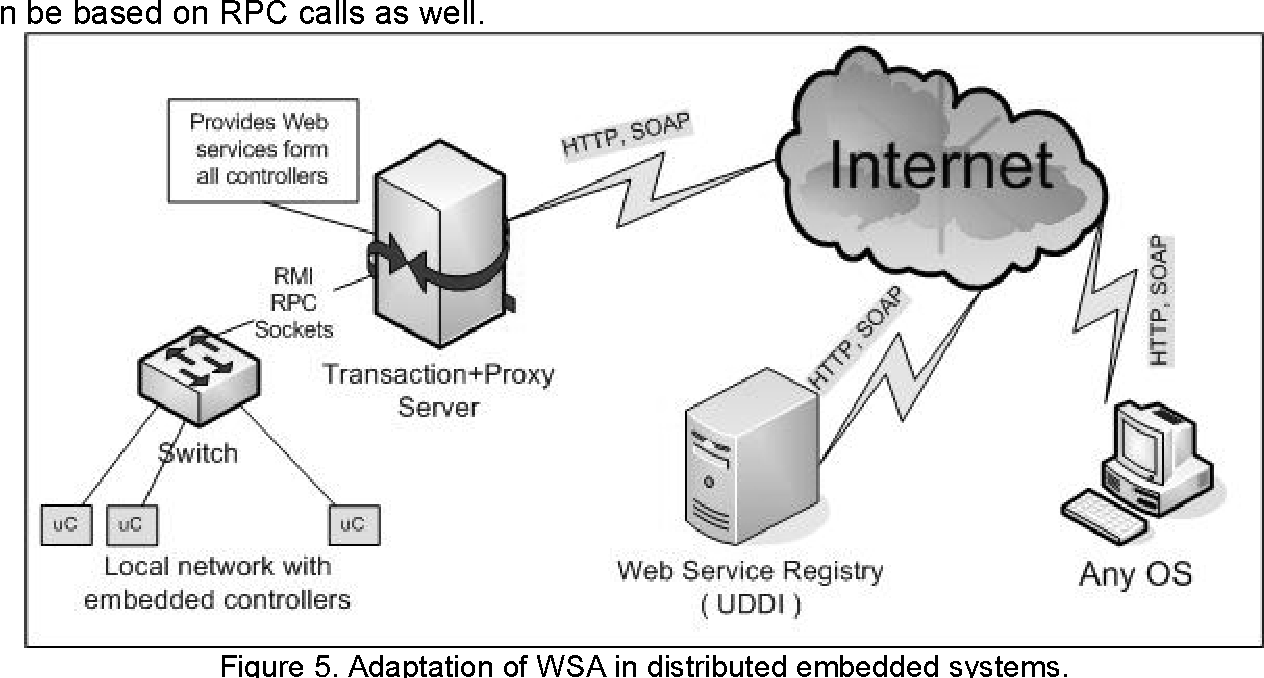 n be based on RPC calls as well.
Provides Web
services form
all controllers
HTTP, SOAP
Internet
RMI
RPC
Sockets
Transaction+Proxy
Server
HTTP, SOAP
HTTP, SOAP
Switch
uC
uC
uC
Local network with
embedded controllers
Web Service Registry
( UDDI )
Any OS
Figure 5. Adaptation of WSA in distributed embedded systems.